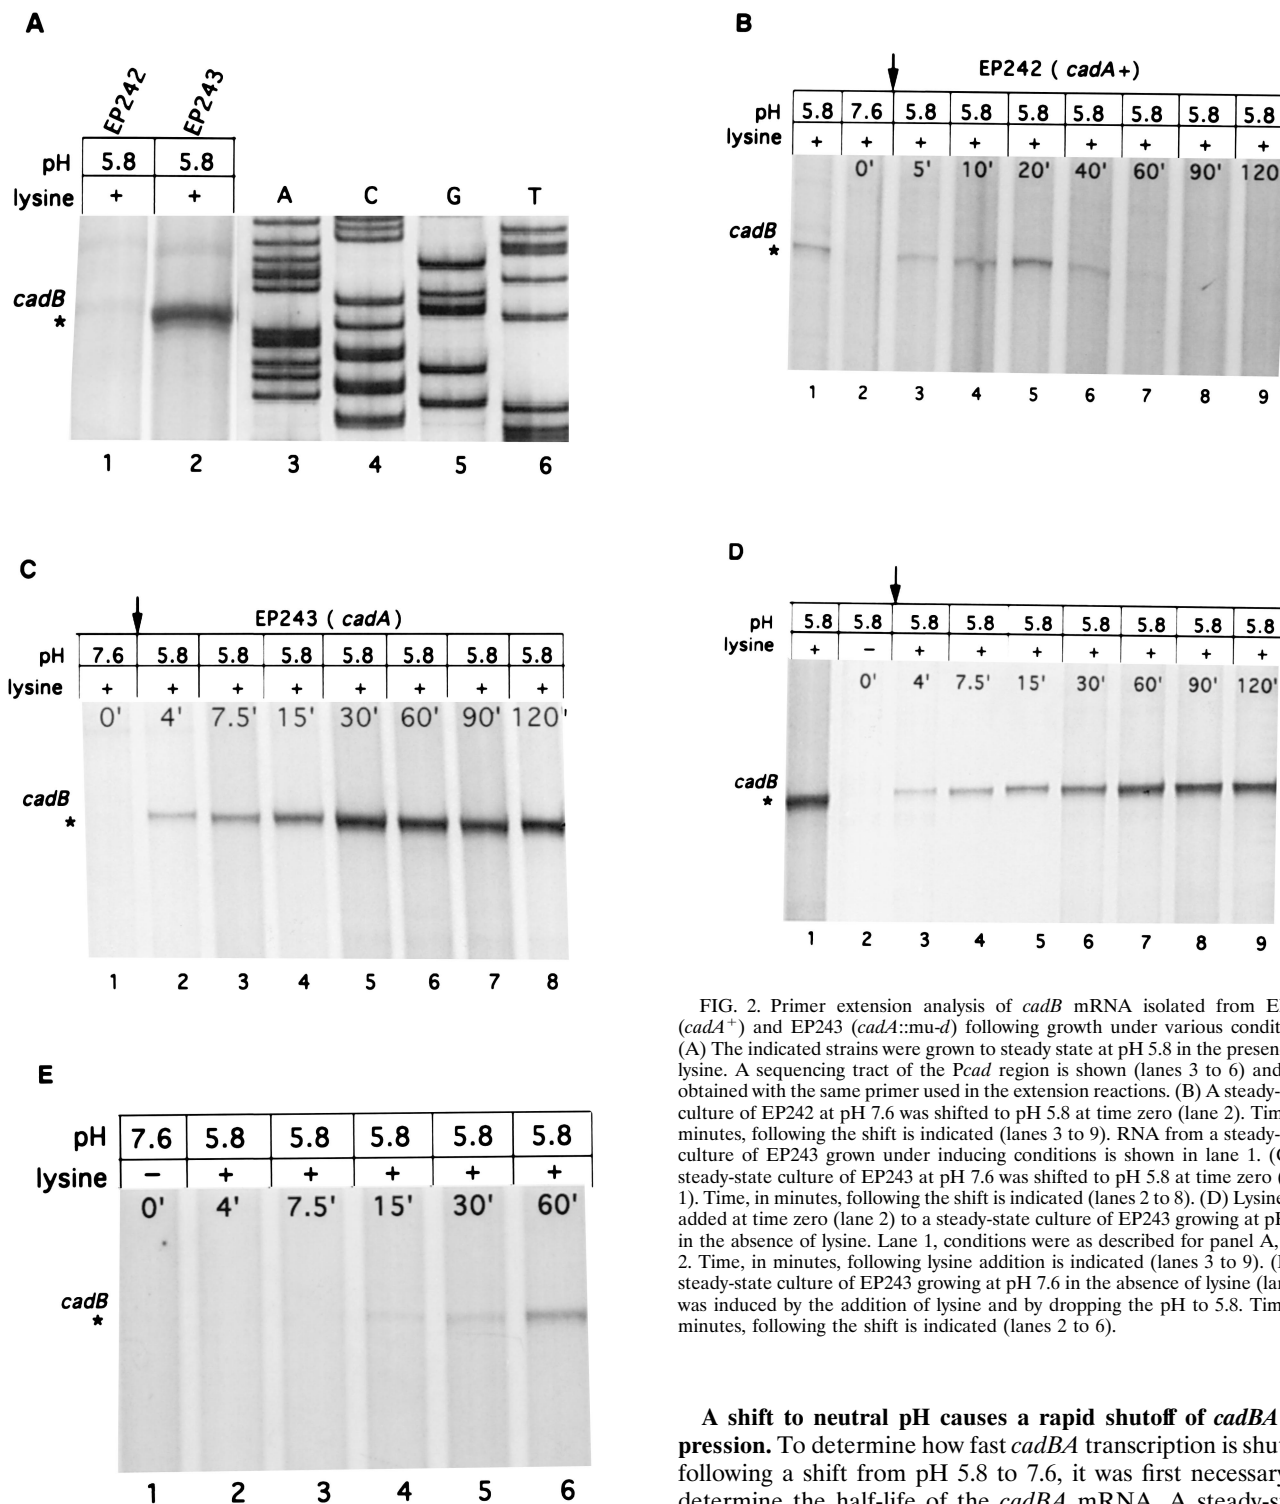 A
EP242 EP243
pH 5.8 5.8
lysine + + A C G T
cadB
*
1 2 3 4 5 6
B
EP242 ( cadA+)
pH 5.8 7.6 5.8 5.8 5.8 5.8 5.8 5.8 5.8
lysine + + + + + + + + +
0' 5' 10' 20' 40' 60' 90' 120
cadB
*
1 2 3 4 5 6 7 8 9
C
EP243 ( cadA)
pH 7.6 5.8 5.8 5.8 5.8 5.8 5.8 5.8
lysine + + + + + + + +
0' 4' 7.5' 15' 30' 60' 90' 120'
cadB
*
1 2 3 4 5 6 7 8
D
pH 5.8 5.8 5.8 5.8 5.8 5.8 5.8 5.8 5.8
lysine + − + + + + + + +
0' 4' 7.5' 15' 30' 60' 90' 120'
cadB
*
1 2 3 4 5 6 7 8 9
E
pH 7.6 5.8 5.8 5.8 5.8 5.8
lysine − + + + + +
0' 4' 7.5' 15' 30' 60'
cadB
*
1 2 3 4 5 6
FIG. 2. Primer extension analysis of cadB mRNA isolated from
(cadA+) and EP243 (cadA::mu-d) following growth under various
(A) The indicated strains were grown to steady state at pH 5.8 in the
lysine. A sequencing tract of the Pcad region is shown (lanes 3 to 6) and
obtained with the same primer used in the extension reactions. (B) A steady-
culture of EP242 at pH 7.6 was shifted to pH 5.8 at time zero (lane 2).
minutes, following the shift is indicated (lanes 3 to 9). RNA from a steady-
culture of EP243 grown under inducing conditions is shown in lane 1.
steady-state culture of EP243 at pH 7.6 was shifted to pH 5.8 at time zero (
1). Time, in minutes, following the shift is indicated (lanes 2 to 8). (D) Lysine
added at time zero (lane 2) to a steady-state culture of EP243 growing at
in the absence of lysine. Lane 1, conditions were as described for panel A,
2. Time, in minutes, following lysine addition is indicated (lanes 3 to 9).
steady-state culture of EP243 growing at pH 7.6 in the absence of lysine
was induced by the addition of lysine and by dropping the pH to 5.8.
minutes, following the shift is indicated (lanes 2 to 6).
A shift to neutral pH causes a rapid shutoff of cadBA
pression. To determine how fast cadBA transcription is
following a shift from pH 5.8 to 7.6, it was first necessary
determine the half-life of the cadBA mRNA. A